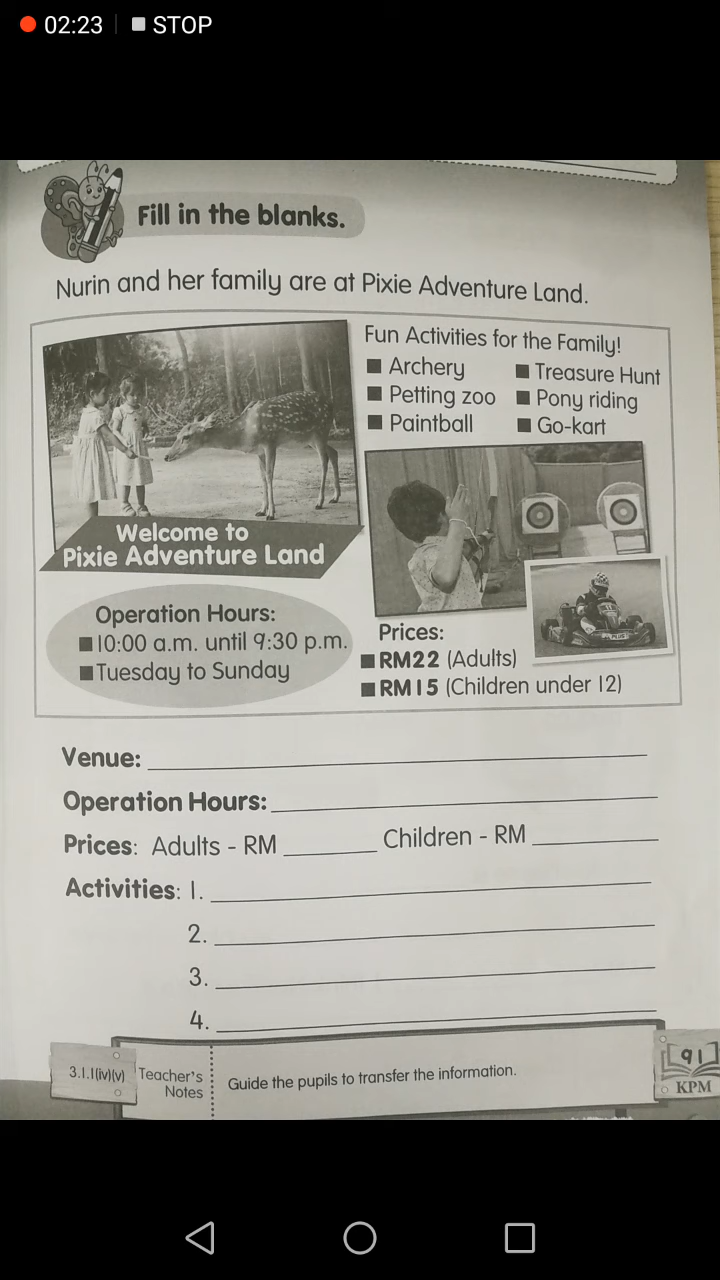 02:23 STOP
Fill in the blanks.
Nurin and her family are at Pixie Adventure Land.
Fun Activities for the Family!
■ Archery ■ Treasure Hunt
■ Petting zoo ■ Pony riding
■ Paintball ■ Go-kart
Welcome to
Pixie Adventure Land
Operation Hours:
■ 10:00 a.m. until 9:30 p.m.
■ Tuesday to Sunday
Prices:
■ RM22 (Adults)
■ RM15 (Children under 12)
Venue:
Operation Hours:
Prices: Adults - RM Children - RM
Activities: 1.
2.
3.
4.
3.1.1(iv)(v)
Teacher's
Notes
Guide the pupils to transfer the information.
91
KPM